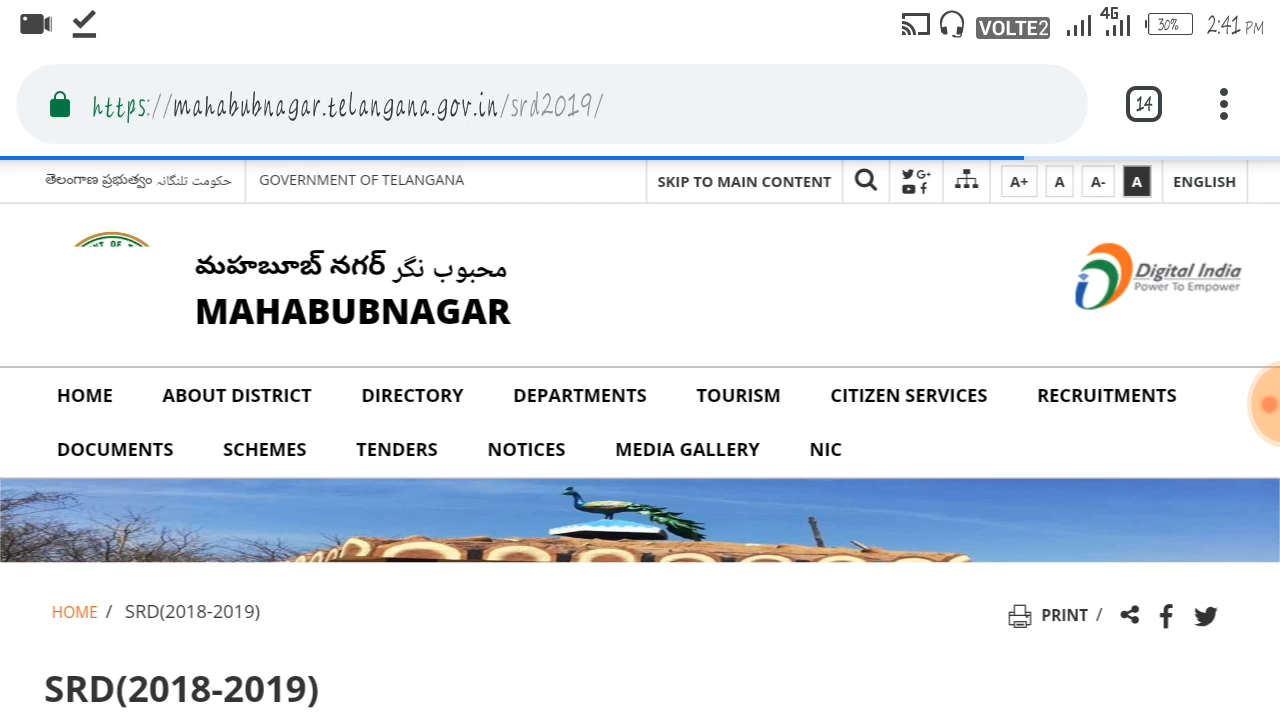 VOLTE2 4G 30% 2:41 PM
https://mahabubnagar.telangana.gov.in/srd2019/ 14
తెలంగాణ ప్రభుత్వం حکومت تلنگانہ GOVERNMENT OF TELANGANA SKIP TO MAIN CONTENT G+ A+ A A- A ENGLISH
మహబూబ్ నగర్ محبوب نگر
MAHABUBNAGAR
Digital India
Power To Empower
HOME ABOUT DISTRICT DIRECTORY DEPARTMENTS TOURISM CITIZEN SERVICES RECRUITMENTS
DOCUMENTS SCHEMES TENDERS NOTICES MEDIA GALLERY NIC
HOME / SRD(2018-2019) PRINT /
SRD(2018-2019)